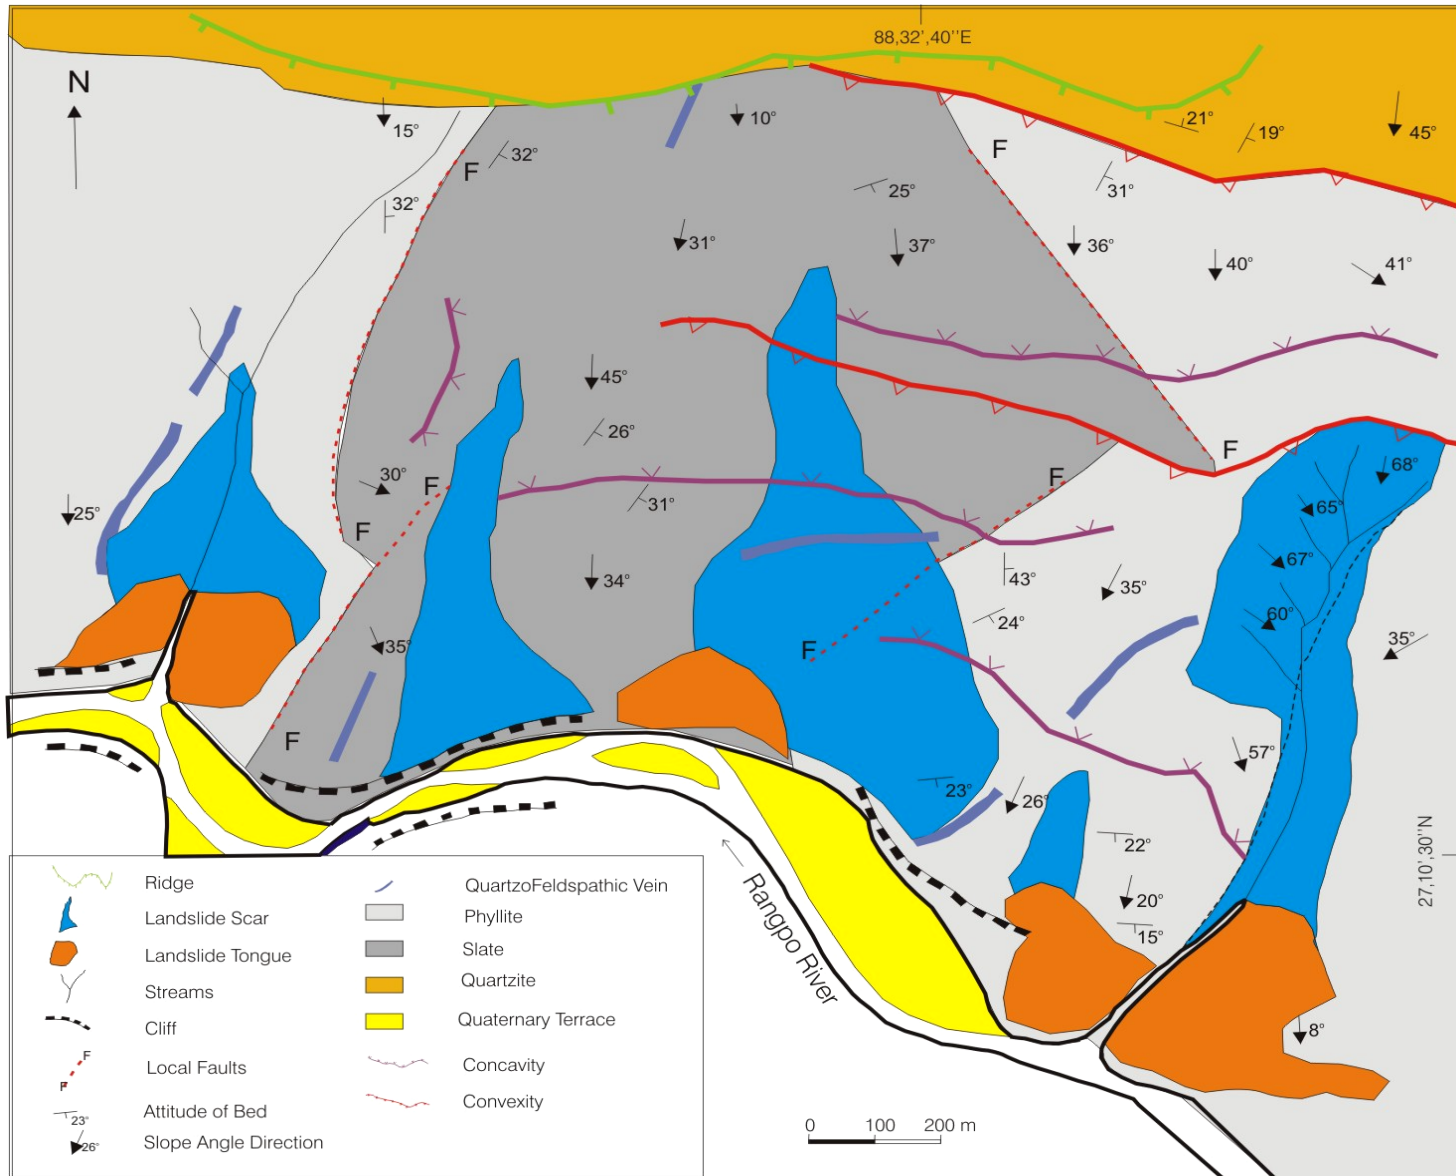 88,32',40''E
N
15°
10°
21°
19°
45°
F
32°
F
31°
25°
32°
31°
37°
36°
40°
41°
45°
26°
F
68°
30°
F
F
65°
25°
31°
F
67°
34°
43°
35°
60°
24°
35°
35°
F
F
57°
23°
26°
22°
27,10',30''N
20°
15°
8°
Rangpo River
Ridge
Landslide Scar
Landslide Tongue
Streams
Cliff
F
Local Faults
F
Attitude of Bed
23°
Slope Angle Direction
26°
QuartzoFeldspathic Vein
Phyllite
Slate
Quartzite
Quaternary Terrace
Concavity
Convexity
0 100 200 m